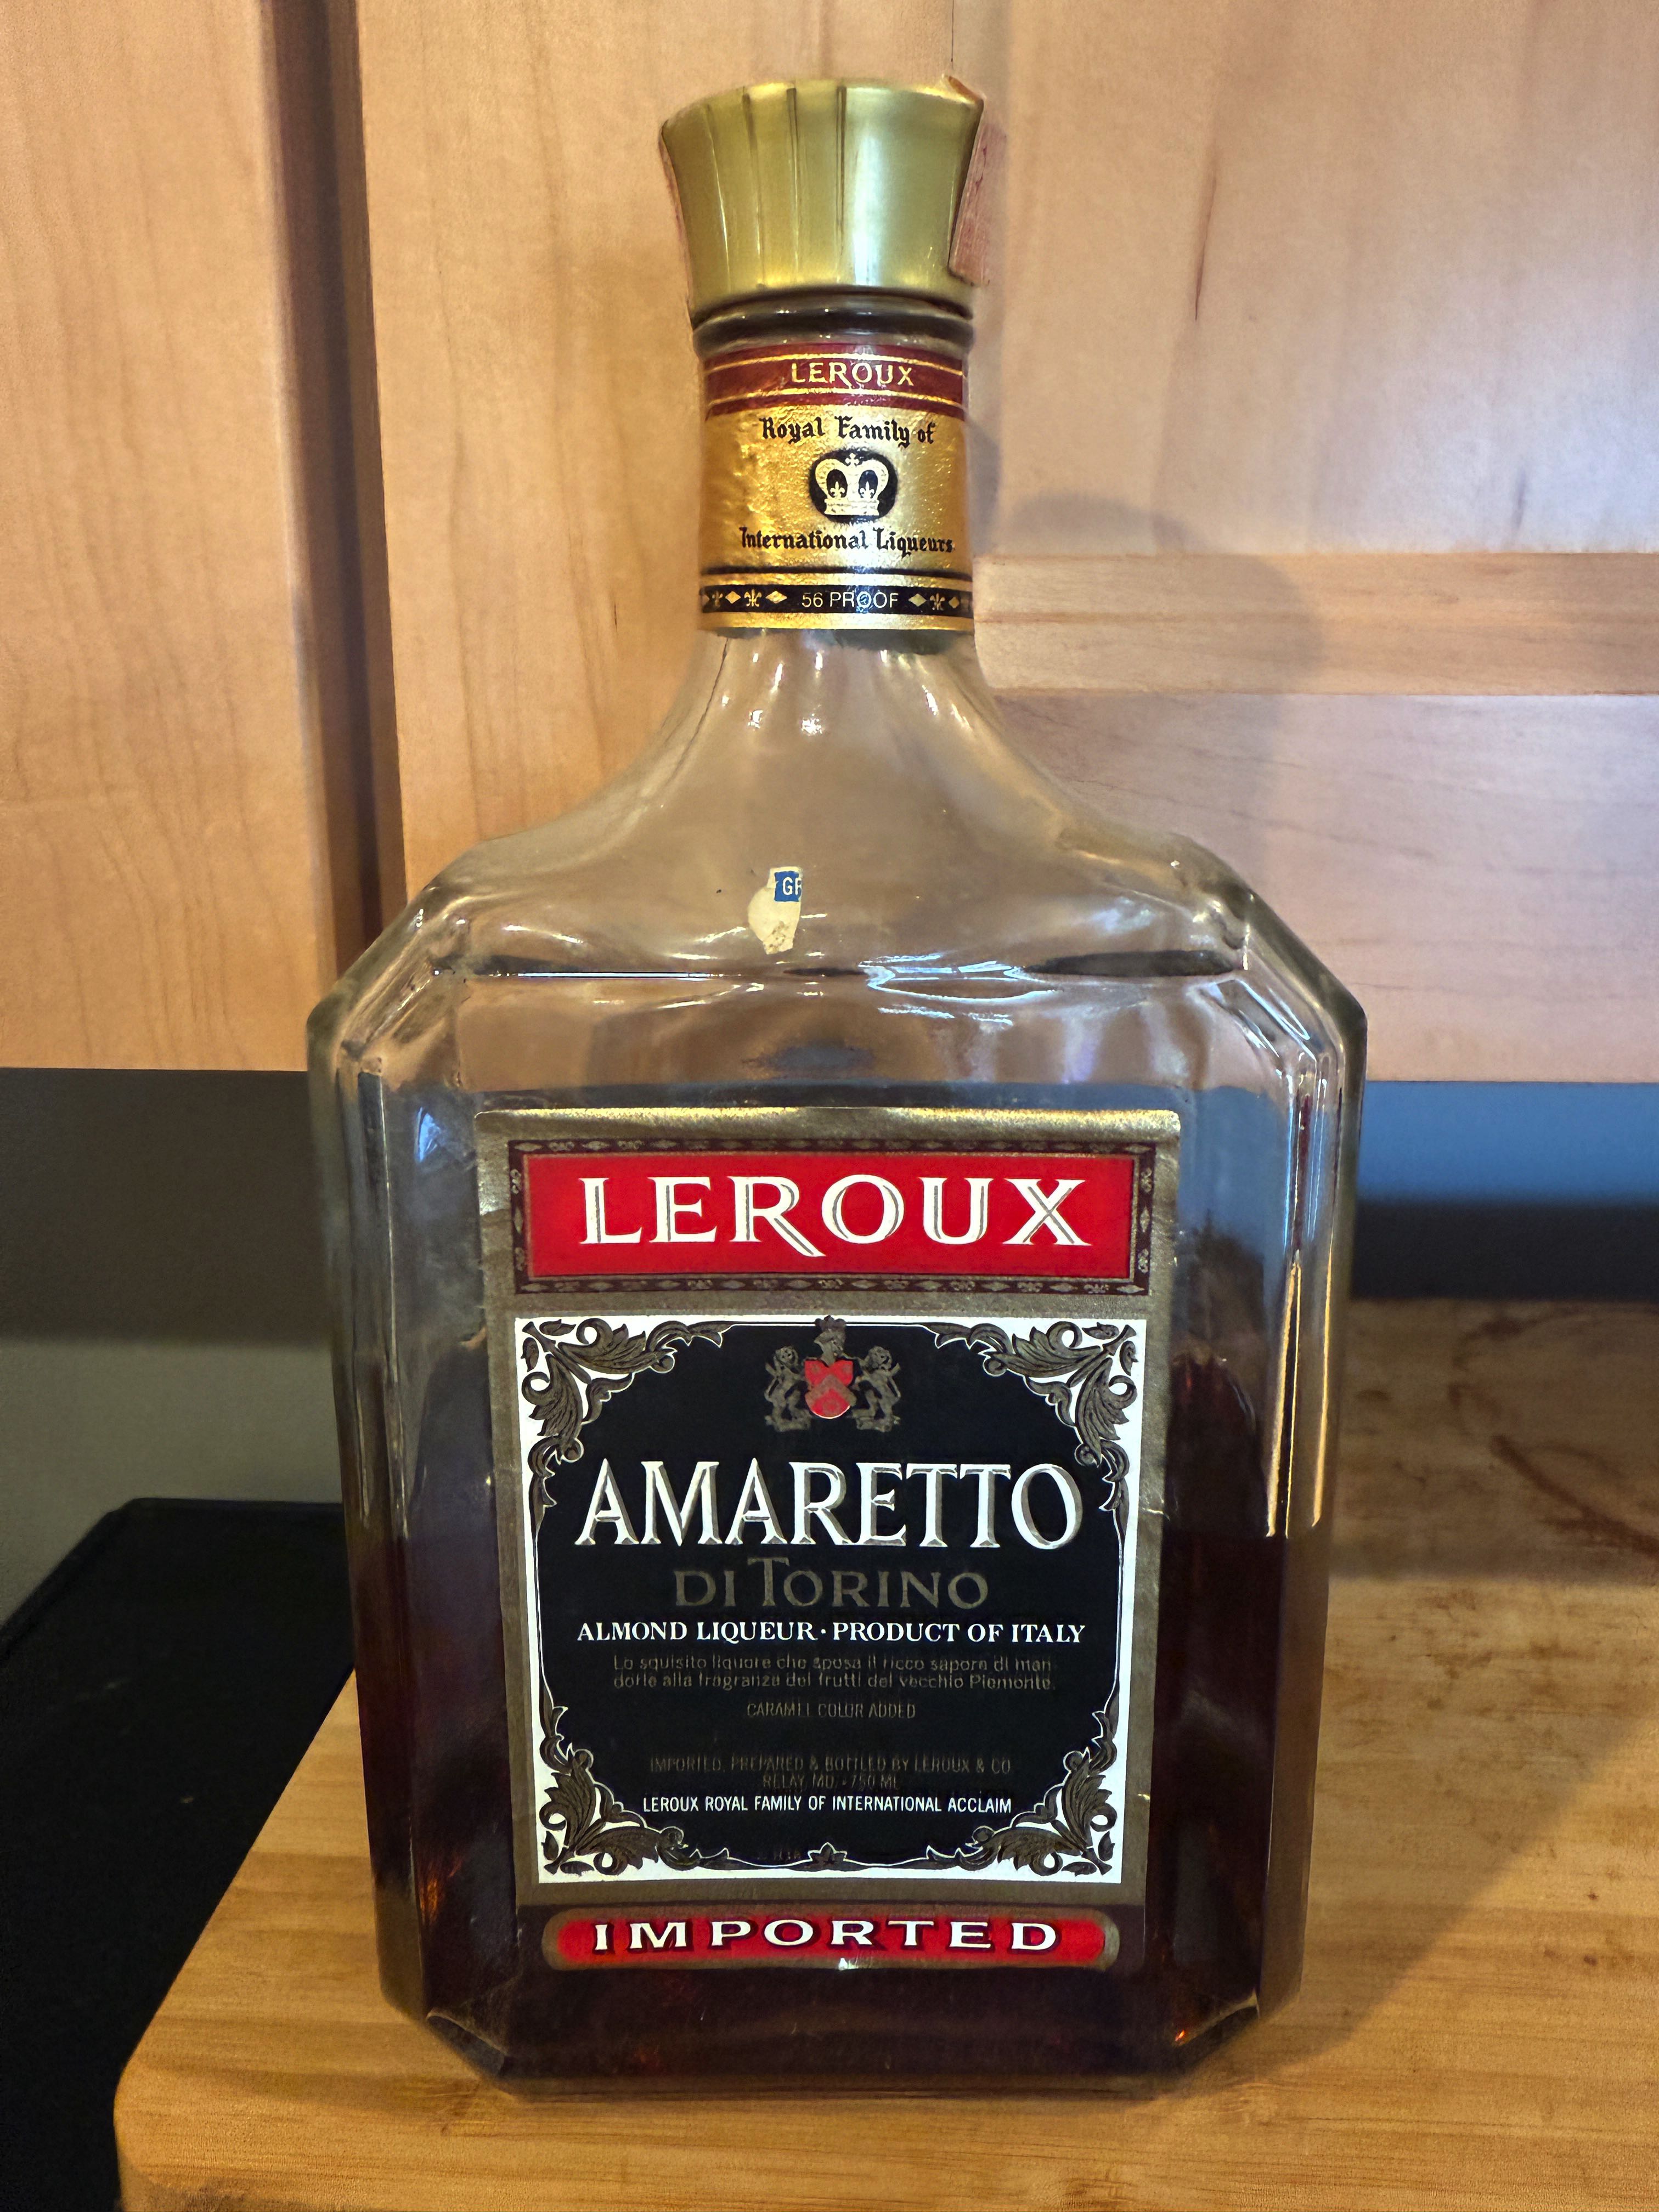 LEROUX
Royal Family of
International Liqueurs
56 PROOF
GR
LEROUX
AMARETTO
DI TORINO
ALMOND LIQUEUR · PRODUCT OF ITALY
Lo squisito liquore che sposa il ricco sapore di man-
dorle alla fragranza dei frutti del vecchio Piemonte.
CARAMEL COLOR ADDED
IMPORTED, PREPARED & BOTTLED BY LEROUX & CO
RELAY, MD. · 750 ML
LEROUX ROYAL FAMILY OF INTERNATIONAL ACCLAIM
IMPORTED